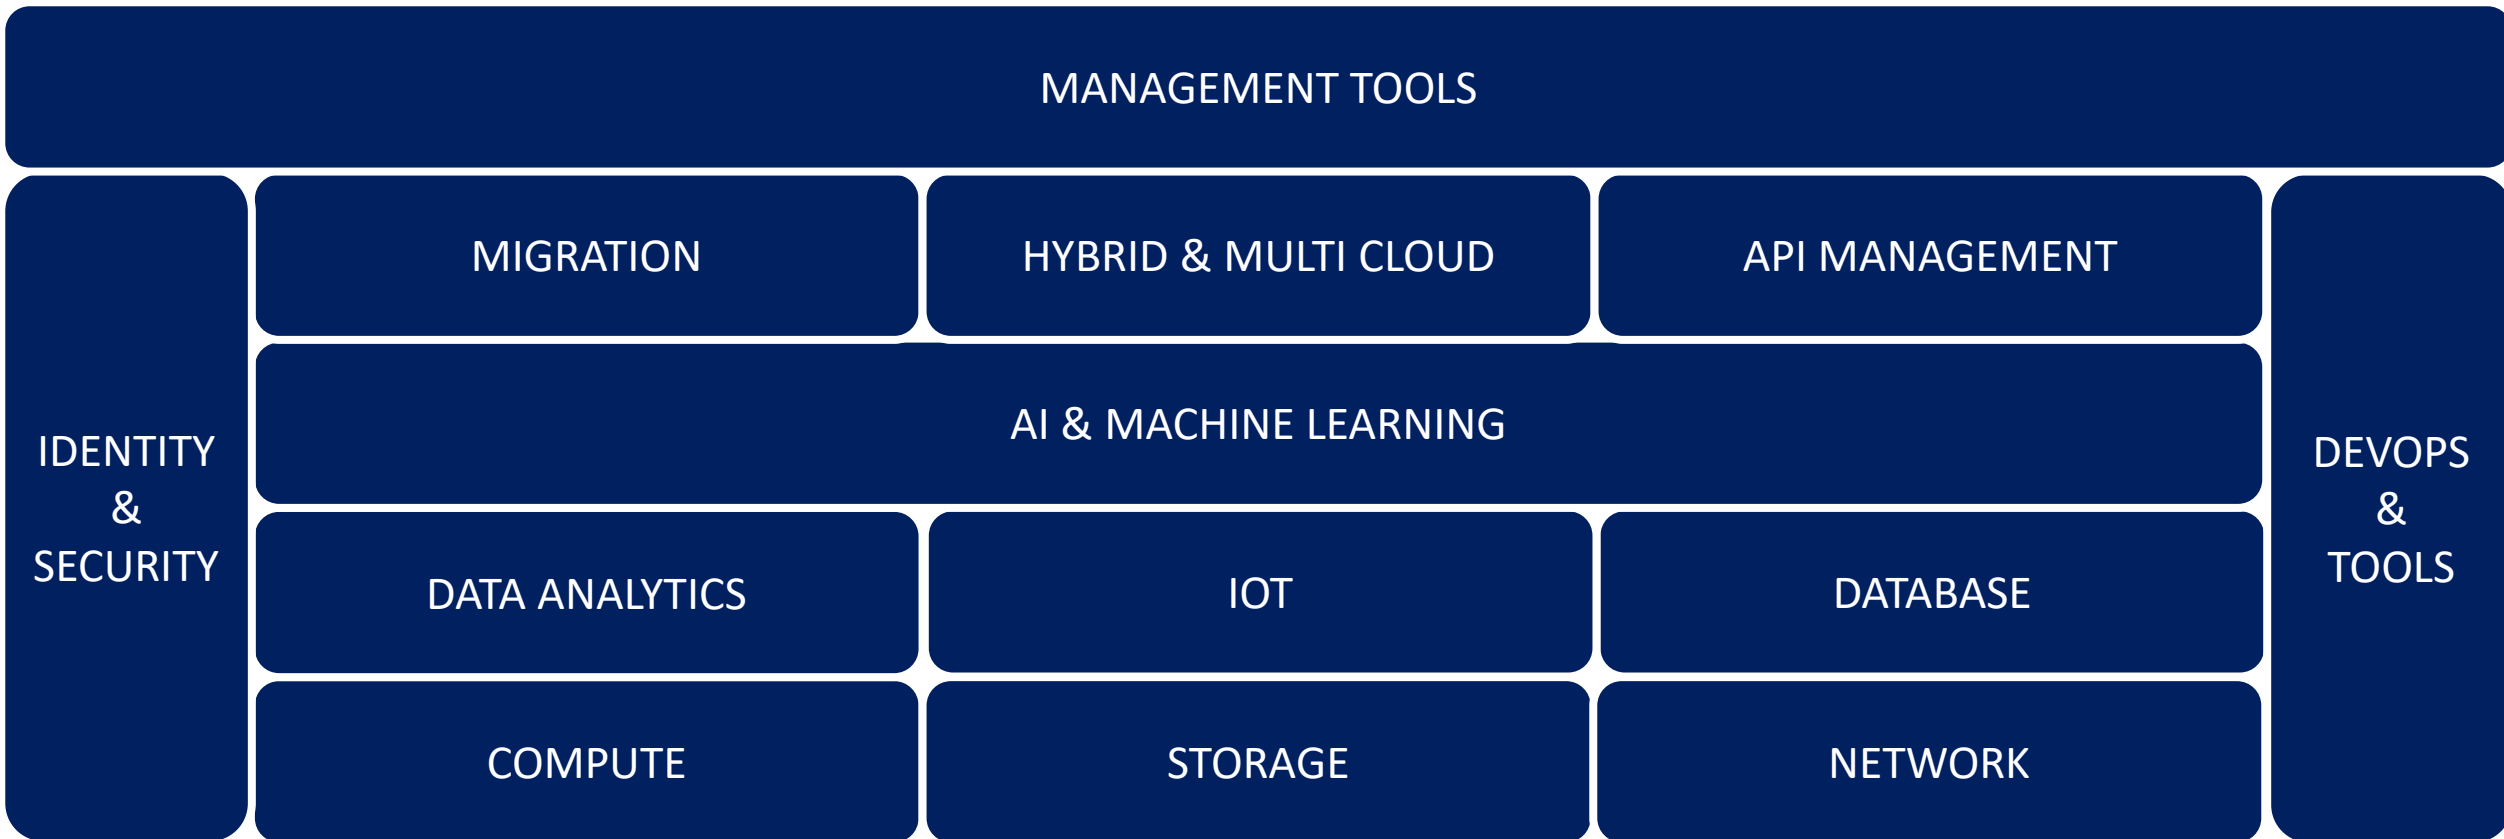 MANAGEMENT TOOLS
MIGRATION
HYBRID & MULTI CLOUD
API MANAGEMENT
AI & MACHINE LEARNING
IDENTITY
&
SECURITY
DEVOPS
&
TOOLS
DATA ANALYTICS
IOT
DATABASE
COMPUTE
STORAGE
NETWORK